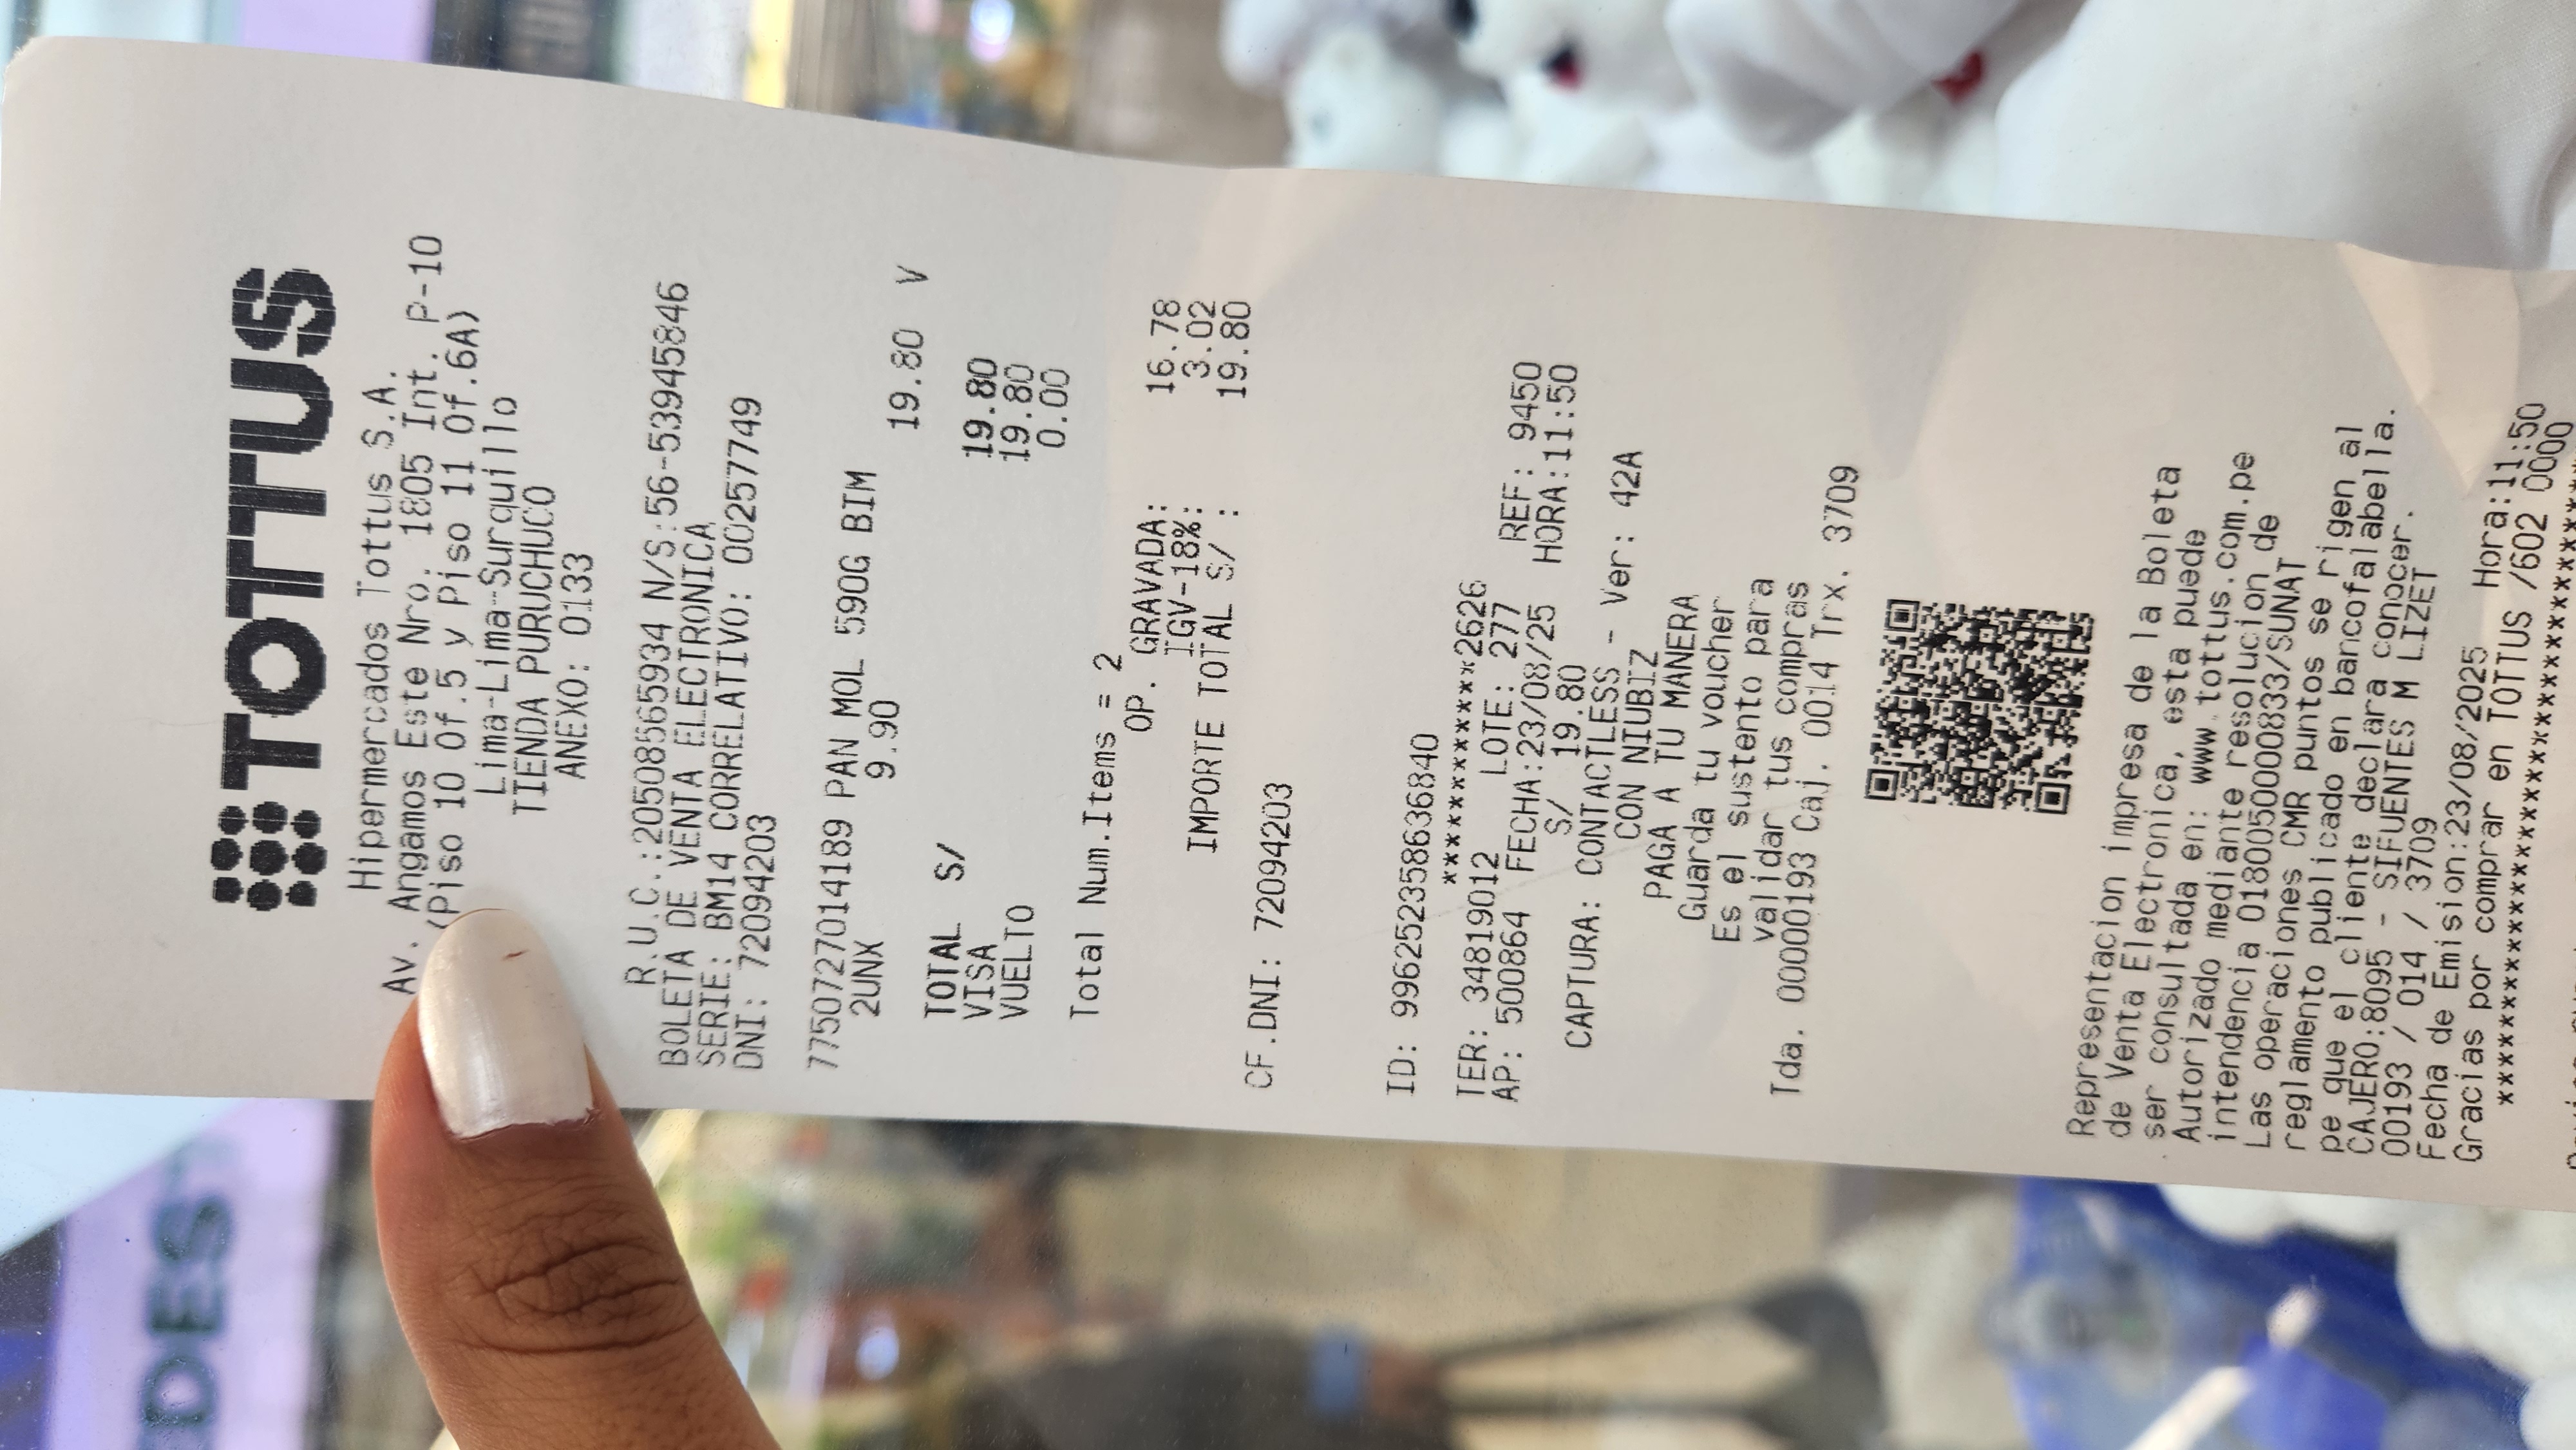 DES
TOTTUS
Hipermercados Tottus S.A.
Av. Angamos Este Nro. 1805 Int. P-10
(Piso 10 Of.5 y Piso 11 Of.6A)
Lima-Lima-Surquillo
TIENDA PURUCHUCO
ANEXO: 0133
R.U.C.:20508565934 N/S:56-53945846
BOLETA DE VENTA ELECTRONICA
SERIE: BM14 CORRELATIVO: 00257749
DNI: 72094203
7750727014189 PAN MOL 590G BIM
2UNX 9.90 19.80 V
TOTAL S/ 19.80
VISA 19.80
VUELTO 0.00
Total Num.Items = 2
OP. GRAVADA: 16.78
IGV-18%: 3.02
IMPORTE TOTAL S/ : 19.80
CF.DNI: 72094203
ID: 996252358636840
************2626
TER: 34819012 LOTE: 277 REF: 9450
AP: 500864 FECHA:23/08/25 HORA:11:50
S/ 19.80
CAPTURA: CONTACTLESS - Ver: 42A
CON NIUBIZ
PAGA A TU MANERA
Guarda tu voucher
Es el sustento para
validar tus compras
Tda. 00000193 Caj. 0014 Trx. 3709
Representacion impresa de la Boleta
de Venta Electronica, esta puede
ser consultada en: www.tottus.com.pe
Autorizado mediante resolucion de
intendencia 0180050000833/SUNAT
Las operaciones CMR puntos se rigen al
reglamento publicado en bancofalabella.
pe que el cliente declara conocer.
CAJERO:8095 - SIFUENTES M LIZET
00193 / 014 / 3709
Fecha de Emision:23/08/2025 Hora:11:50
Gracias por comprar en TOTTUS /602 0000
***********************************